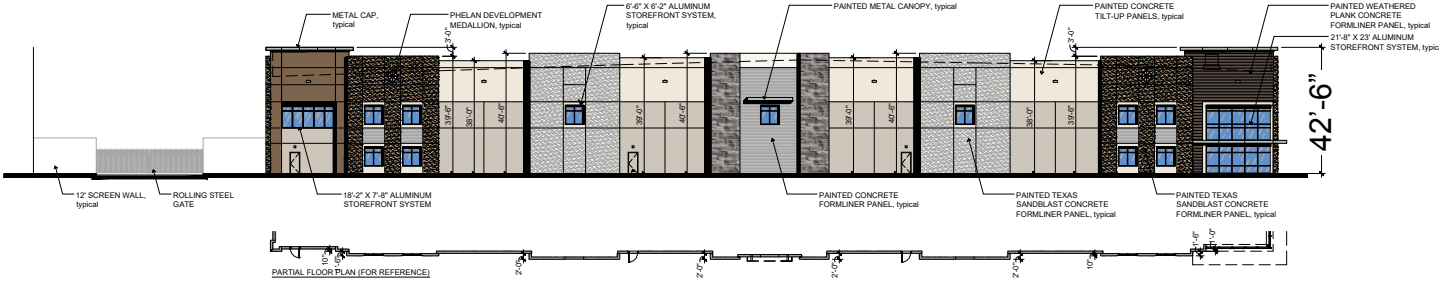 METAL CAP,
typical
PHELAN DEVELOPMENT
MEDALLION, typical
6'-6" X 6'-2" ALUMINUM
STOREFRONT SYSTEM,
typical
PAINTED METAL CANOPY, typical
PAINTED CONCRETE
TILT-UP PANELS, typical
PAINTED WEATHERED
PLANK CONCRETE
FORMLINER PANEL, typical
21'-8" X 23' ALUMINUM
STOREFRONT SYSTEM, typic
3'-0"
3'-0"
39'-6"
38'-0"
40'-6"
39'-0"
40'-6"
39'-0"
40'-6"
38'-0"
39'-6"
42'-6"
12' SCREEN WALL,
typical
ROLLING STEEL
GATE
18'-2" X 7'-8" ALUMINUM
STOREFRONT SYSTEM
PAINTED CONCRETE
FORMLINER PANEL, typical
PAINTED TEXAS
SANDBLAST CONCRETE
FORMLINER PANEL, typical
PAINTED TEXAS
SANDBLAST CONCRETE
FORMLINER PANEL, typical
10"
2'-0"
2'-0"
2'-0"
2'-0"
10"
1'-6"
1'-0"
PARTIAL FLOOR PLAN (FOR REFERENCE)